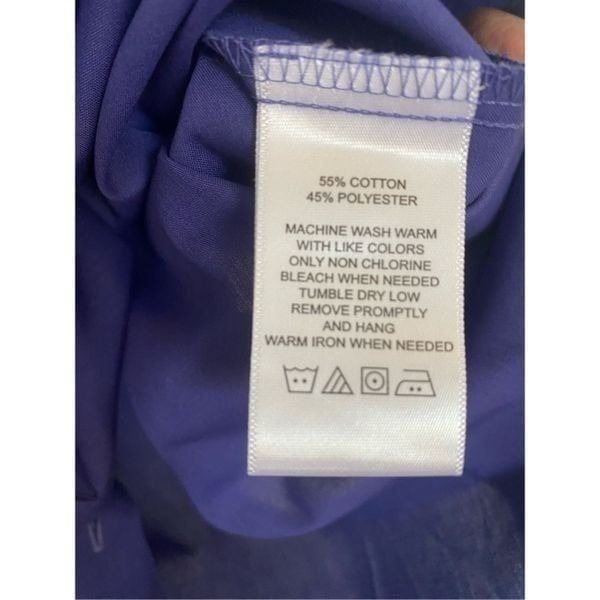 55% COTTON
45% POLYESTER
MACHINE WASH WARM
WITH LIKE COLORS
ONLY NON CHLORINE
BLEACH WHEN NEEDED
TUMBLE DRY LOW
REMOVE PROMPTLY
AND HANG
WARM IRON WHEN NEEDED